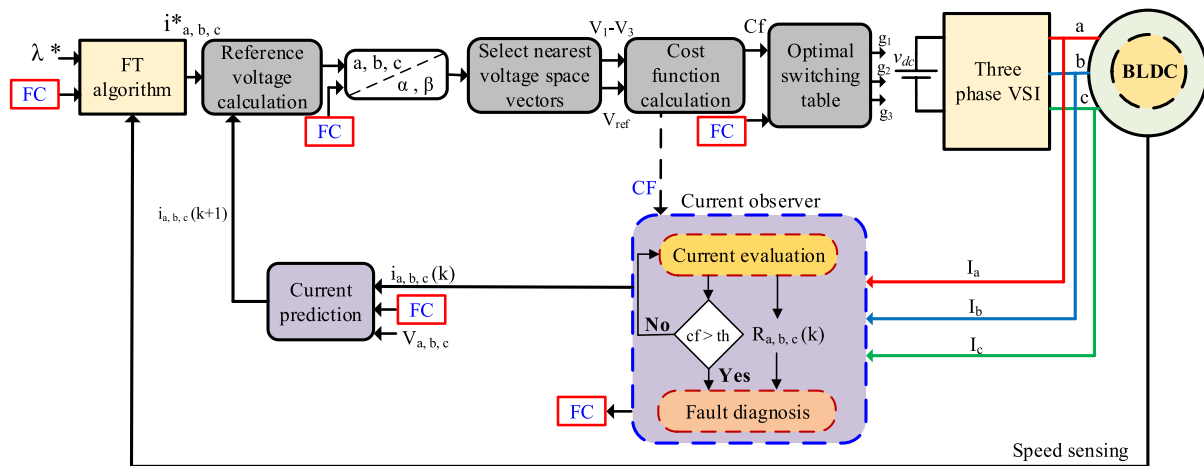 i*a, b, c
λ *
FC
FT
algorithm
Reference
voltage
calculation
a, b, c
α , β
FC
Select nearest
voltage space
vectors
V1-V3
Vref
Cost
function
calculation
Cf
FC
Optimal
switching
table
g1
g2
g3
vdc
Three
phase VSI
a
b
c
BLDC
CF
Current observer
Current evaluation
No
cf > th
Ra, b, c (k)
Yes
Fault diagnosis
FC
ia, b, c (k+1)
Current
prediction
ia, b, c (k)
FC
Va, b, c
Ia
Ib
Ic
Speed sensing